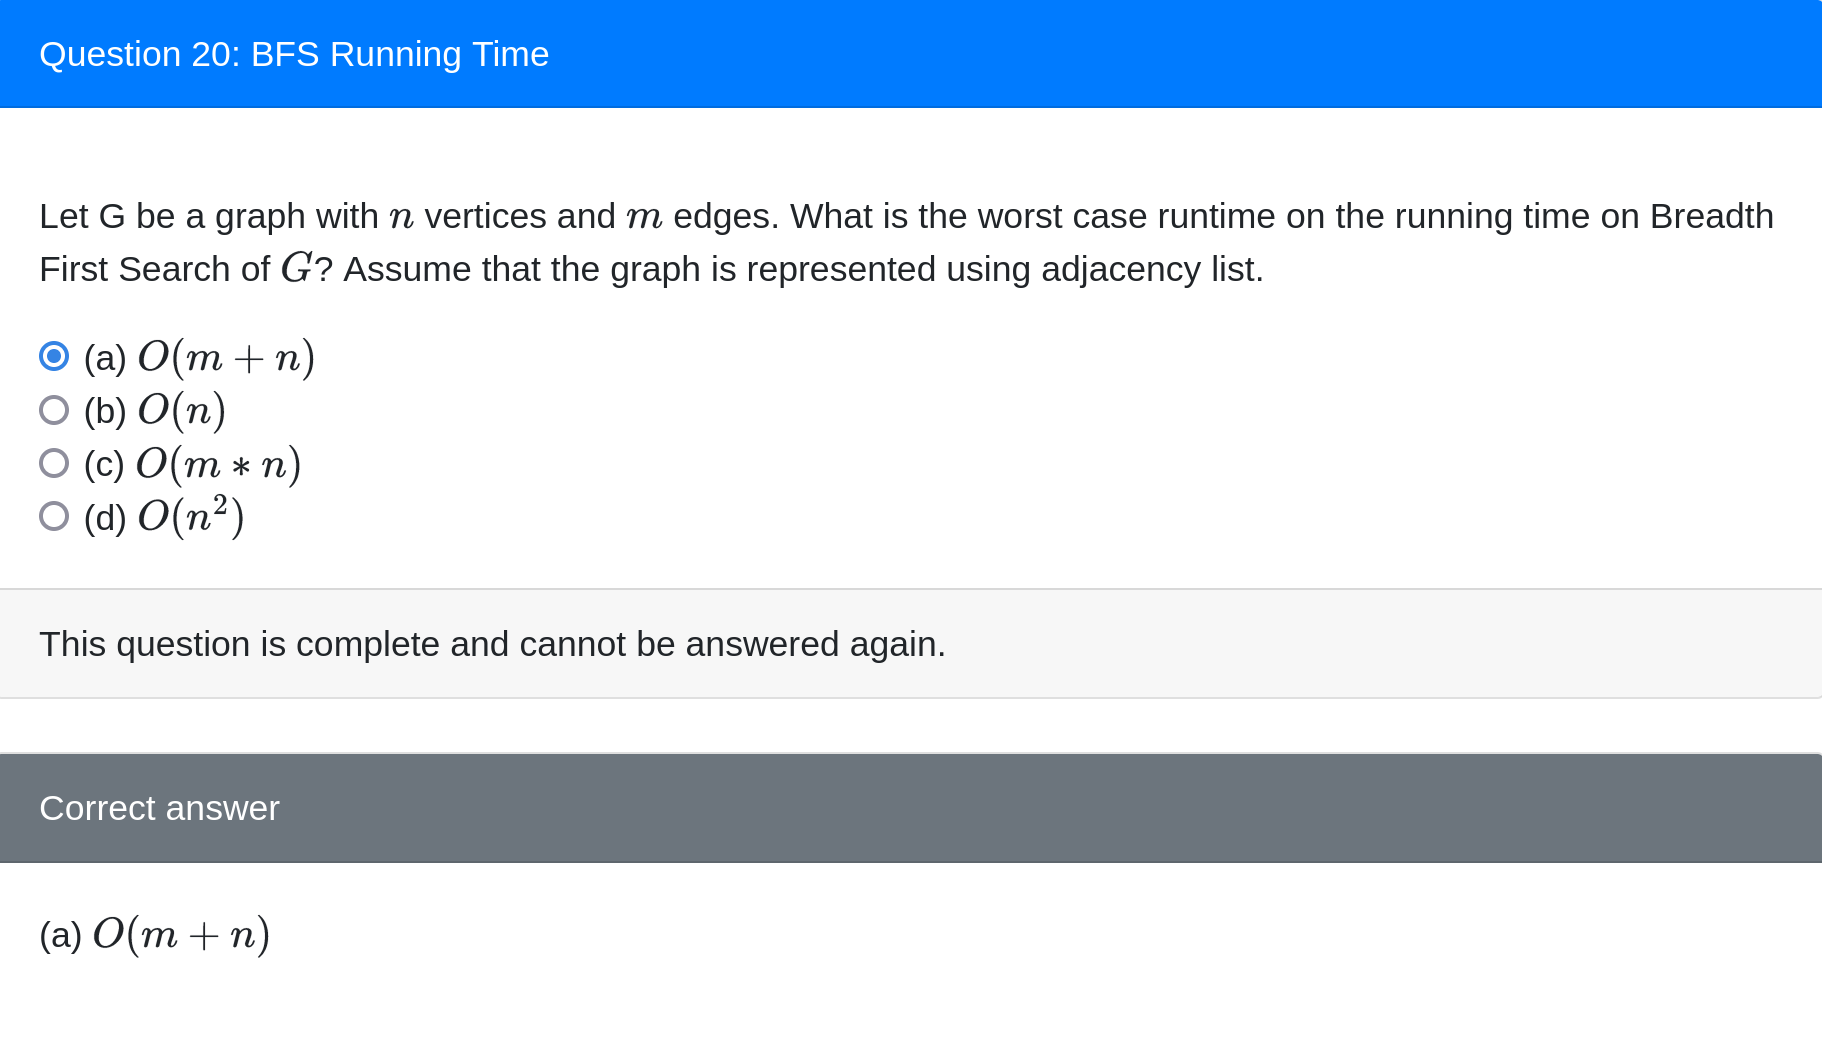 Question 20: BFS Running Time
Let G be a graph with n vertices and m edges. What is the worst case runtime on the running time on Breadth
First Search of G? Assume that the graph is represented using adjacency list.
(a) O(m + n)
(b) O(n)
(c) O(m ∗ n)
(d) O(n²)
This question is complete and cannot be answered again.
Correct answer
(a) O(m + n)